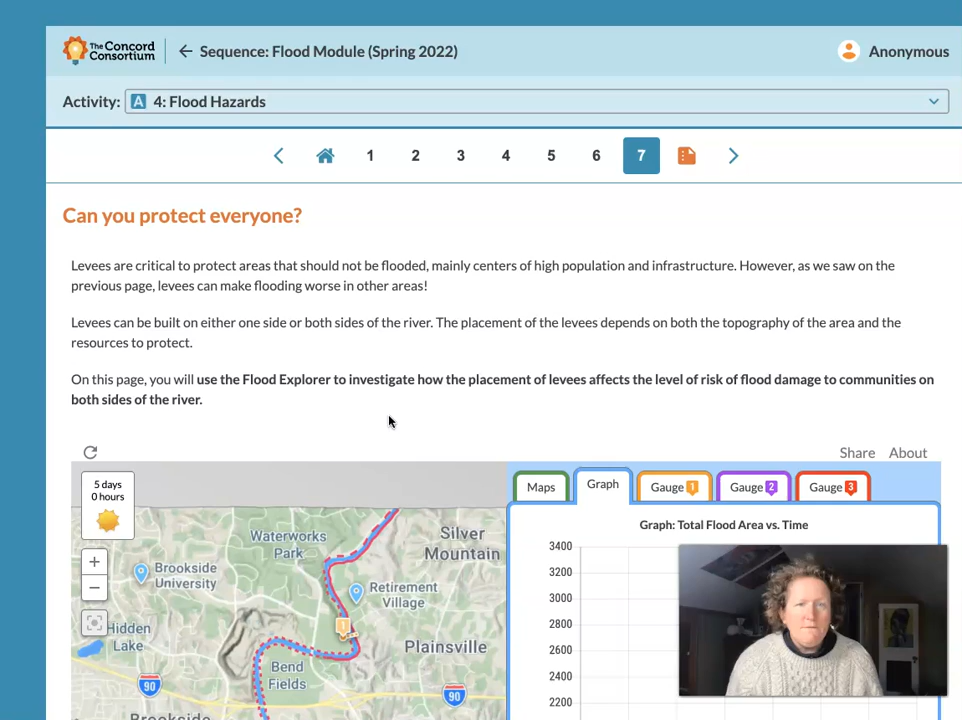 The Concord
Consortium
Sequence: Flood Module (Spring 2022)
Anonymous
Activity: A 4: Flood Hazards
1 2 3 4 5 6 7
Can you protect everyone?
Levees are critical to protect areas that should not be flooded, mainly centers of high population and infrastructure. However, as we saw on the
previous page, levees can make flooding worse in other areas!
Levees can be built on either one side or both sides of the river. The placement of the levees depends on both the topography of the area and the
resources to protect.
On this page, you will use the Flood Explorer to investigate how the placement of levees affects the level of risk of flood damage to communities on
both sides of the river.
Share About
5 days
0 hours
Maps Graph Gauge 1 Gauge 2 Gauge 3
Graph: Total Flood Area vs. Time
3400
3200
3000
2800
2600
2400
2200
Waterworks
Park
Silver
Mountain
Brookside
University
Retirement
Village
1
Hidden
Lake
Plainsville
Bend
Fields
90
90
Brookside